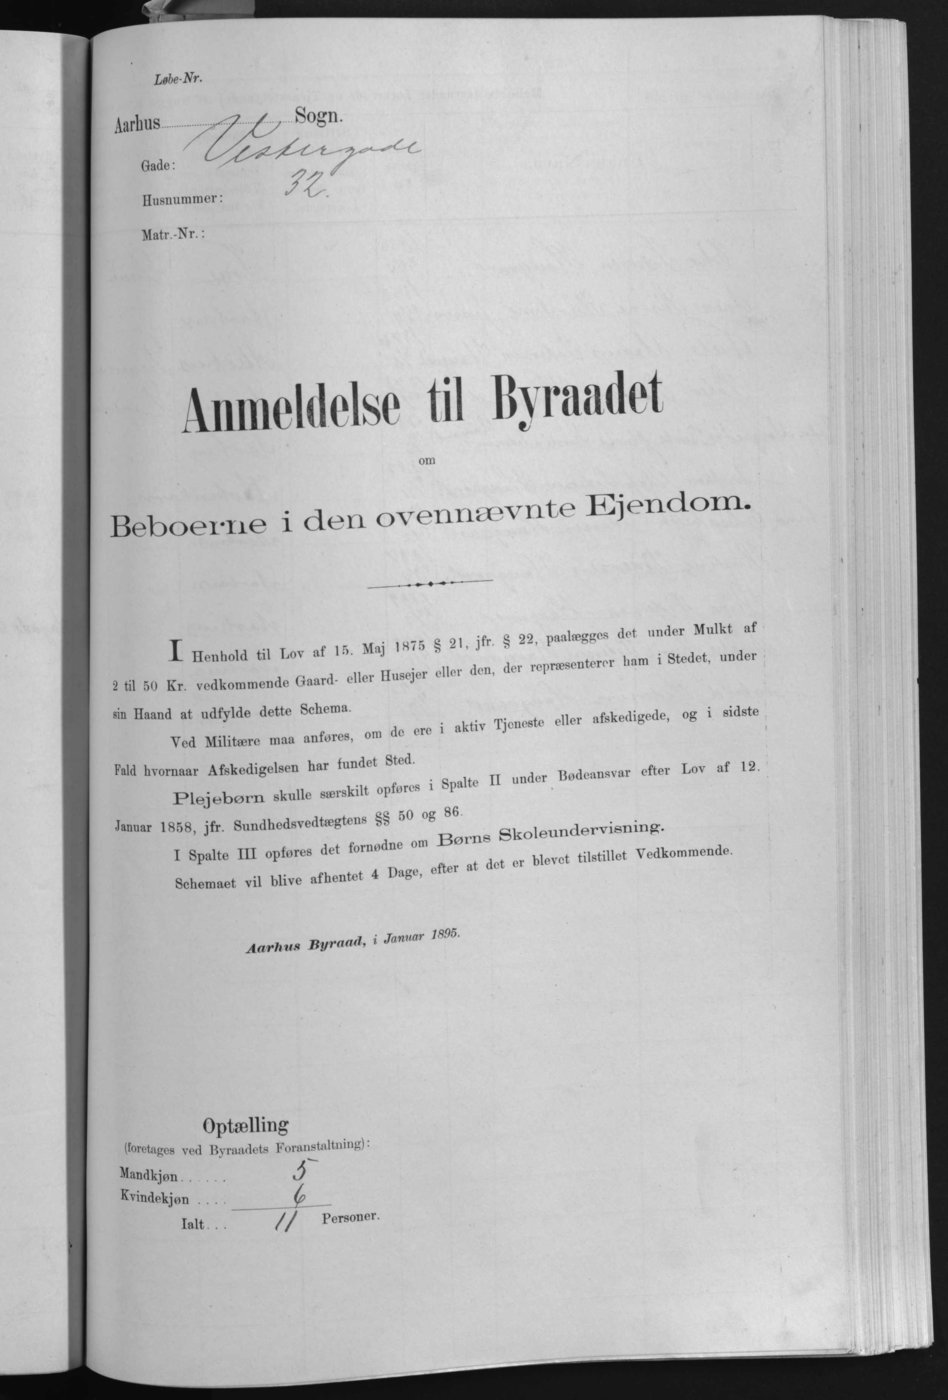 Løbe-Nr.
Aarhus Sogn.
Gade: Vestergade
Husnummer: 32.
Matr.-Nr.:
Anmeldelse til Byraadet
om
Beboerne i den ovennævnte Ejendom.
I Henhold til Lov af 15. Maj 1875 § 21, jfr. § 22, paalægges det under Mulkt af
2 til 50 Kr. vedkommende Gaard- eller Husejer eller den, der repræsenterer ham i Stedet, under
sin Haand at udfylde dette Schema.
Ved Militære maa anføres, om de ere i aktiv Tjeneste eller afskedigede, og i sidste
Fald hvornaar Afskedigelsen har fundet Sted.
Plejebørn skulle særskilt opføres i Spalte II under Bødeansvar efter Lov af 12.
Januar 1858, jfr. Sundhedsvedtægtens §§ 50 og 86.
I Spalte III opføres det fornødne om Børns Skoleundervisning.
Schemaet vil blive afhentet 4 Dage, efter at det er blevet tilstillet Vedkommende.
Aarhus Byraad, i Januar 1895.
Optælling
(foretages ved Byraadets Foranstaltning):
Mandkjøn...... 5
Kvindekjøn .... 6
Ialt... 11 Personer.